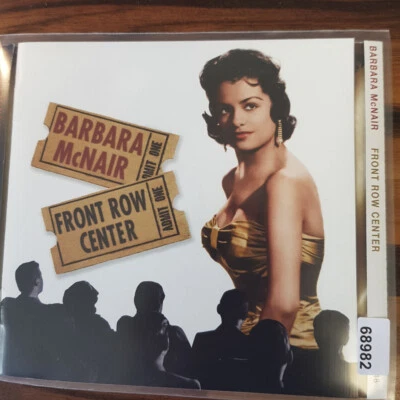 BARBARA
McNAIR
ADMIT ONE
FRONT ROW
CENTER
ADMIT ONE
BARBARA McNAIR FRONT ROW CENTER
68982